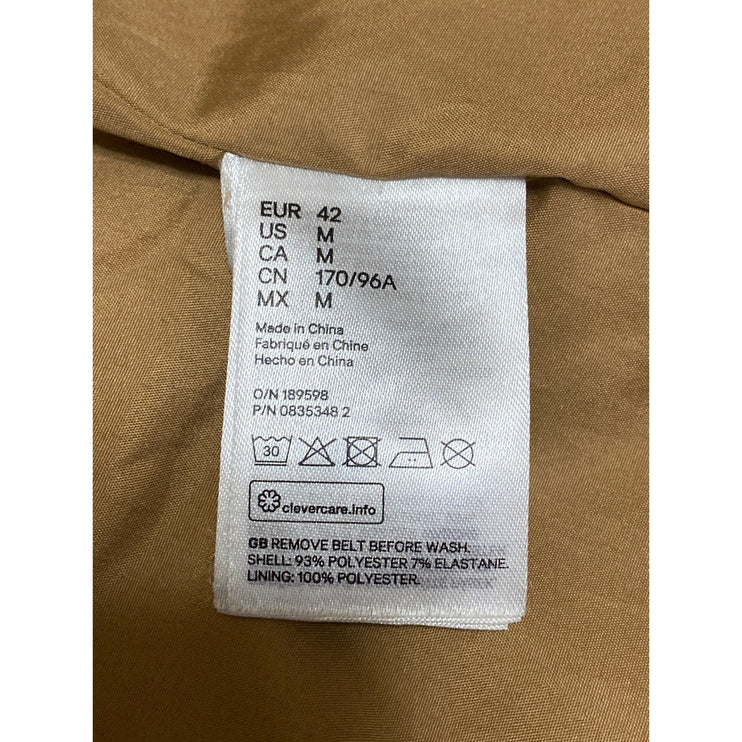 EUR 42
US M
CA M
CN 170/96A
MX M
Made in China
Fabriqué en Chine
Hecho en China
O/N 189598
P/N 0835348 2
30
clevercare.info
GB REMOVE BELT BEFORE WASH.
SHELL: 93% POLYESTER 7% ELASTANE.
LINING: 100% POLYESTER.